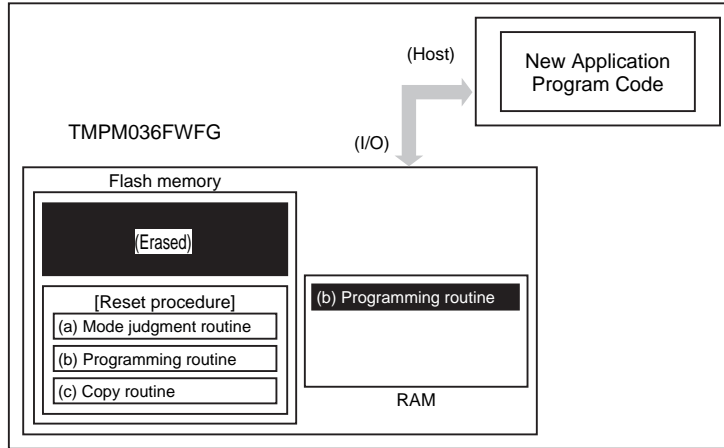 (Host)
New Application
Program Code
TMPM036FWFG
(I/O)
Flash memory
(Erased)
[Reset procedure]
(a) Mode judgment routine
(b) Programming routine
(c) Copy routine
(b) Programming routine
RAM